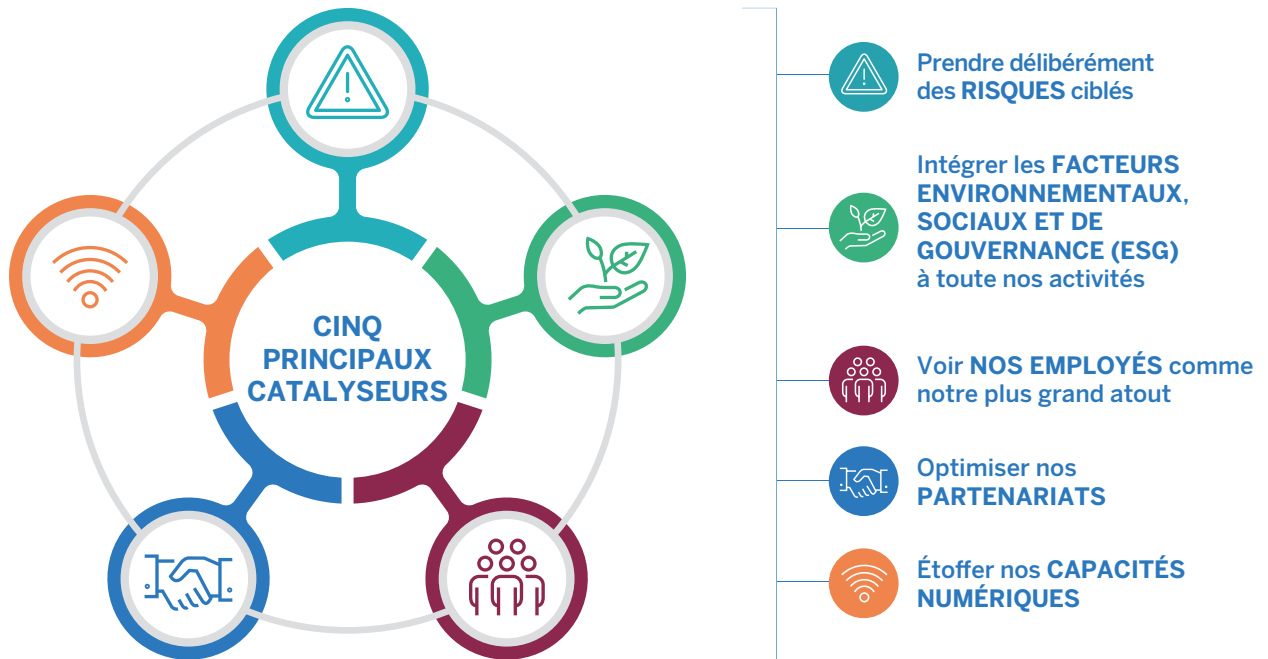 CINQ
PRINCIPAUX
CATALYSEURS
Prendre délibérément
des RISQUES ciblés
Intégrer les FACTEURS
ENVIRONNEMENTAUX,
SOCIAUX ET DE
GOUVERNANCE (ESG)
à toute nos activités
Voir NOS EMPLOYÉS comme
notre plus grand atout
Optimiser nos
PARTENARIATS
Étoffer nos CAPACITÉS
NUMÉRIQUES